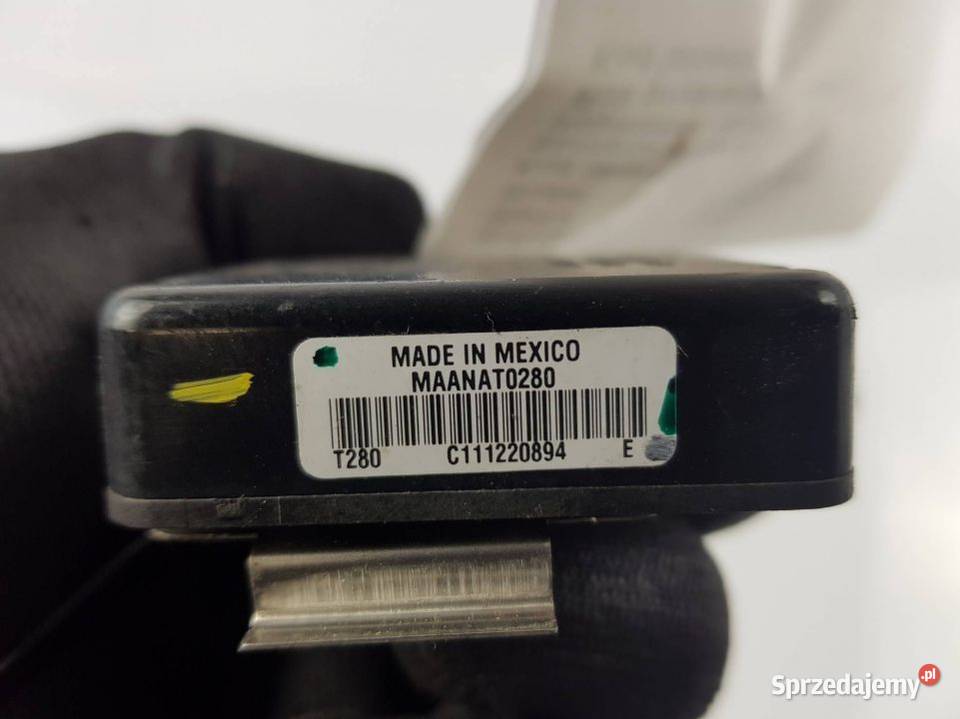 MADE IN MEXICO
MAANAT0280
T280 C111220894 E
Sprzedajemy.pl